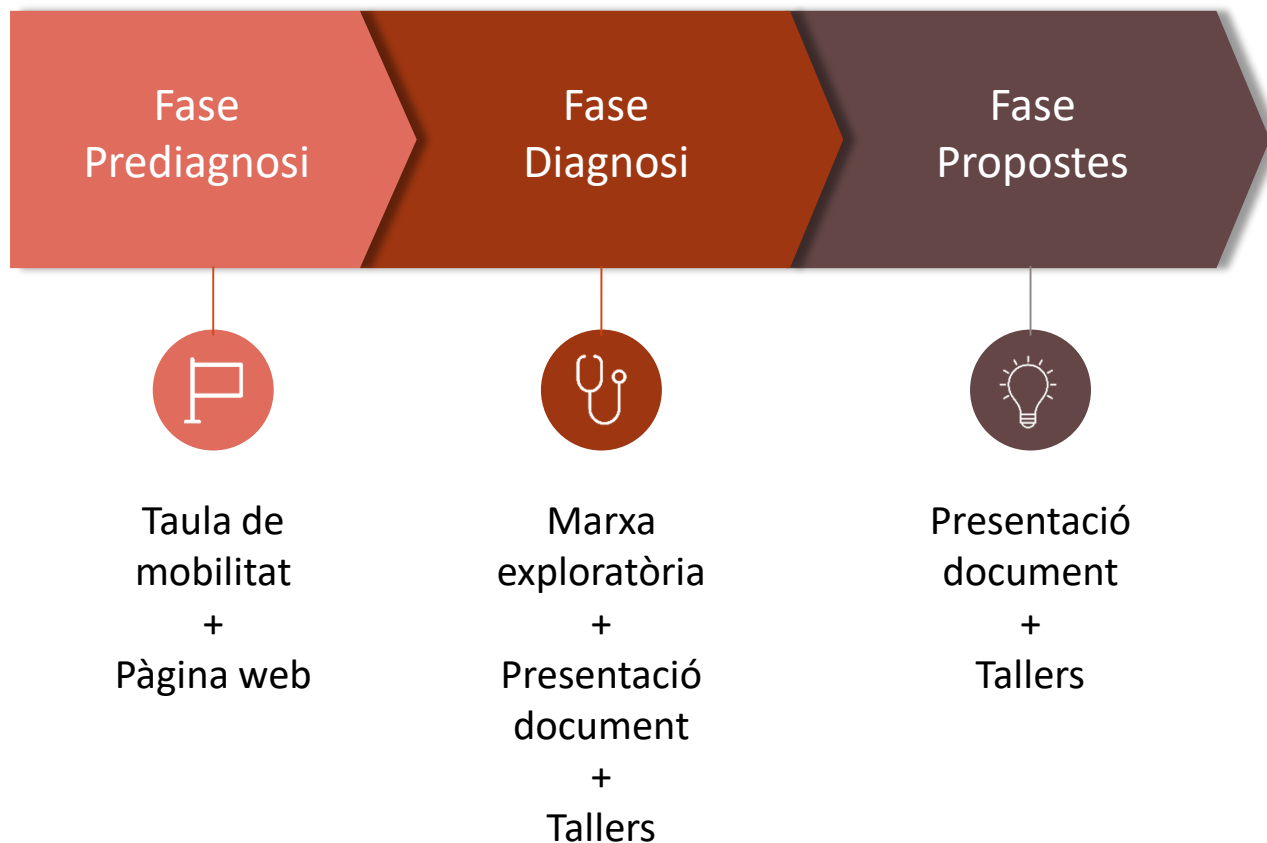 Fase
Prediagnosi
Fase
Diagnosi
Fase
Propostes
Taula de
mobilitat
+
Pàgina web
Marxa
exploratòria
+
Presentació
document
+
Tallers
Presentació
document
+
Tallers